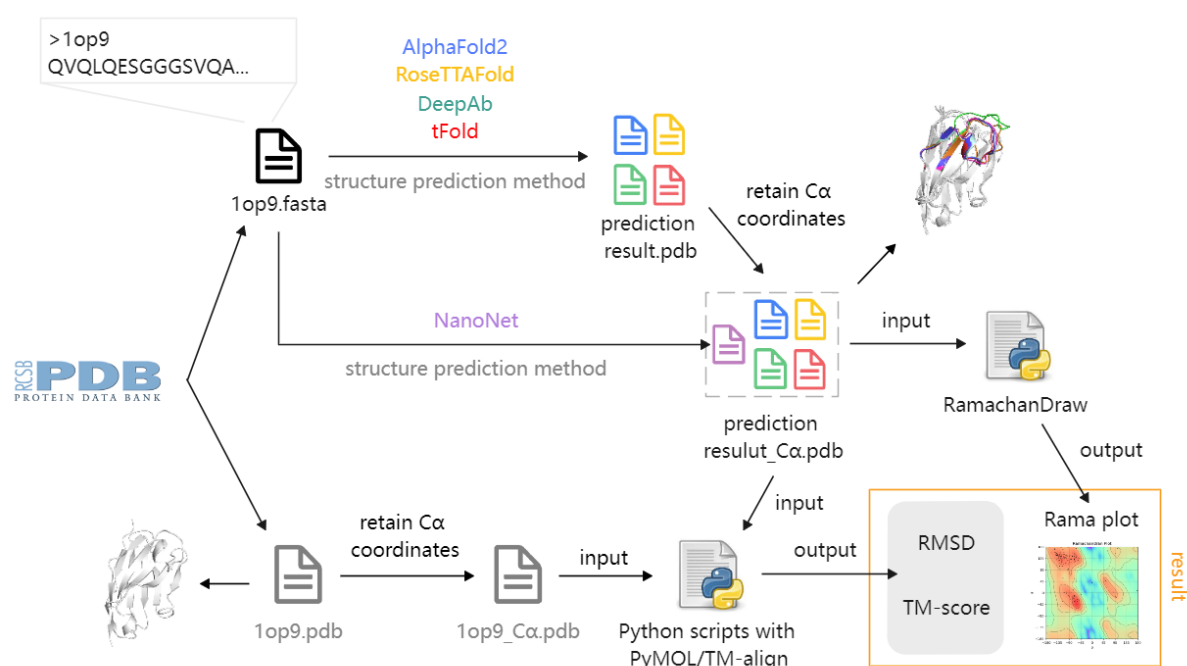 >1op9
QVQLQESGGGSVQA...
AlphaFold2
RoseTTAFold
DeepAb
tFold
structure prediction method
1op9.fasta
prediction
result.pdb
retain Cα
coordinates
NanoNet
structure prediction method
input
RCSB
PDB
PROTEIN DATA BANK
RamachanDraw
prediction
resulut_Cα.pdb
output
input
retain Cα
coordinates
input
output
1op9.pdb
1op9_Cα.pdb
Python scripts with
PyMOL/TM-align
RMSD
TM-score
Rama plot
Ramachandran Plot
result